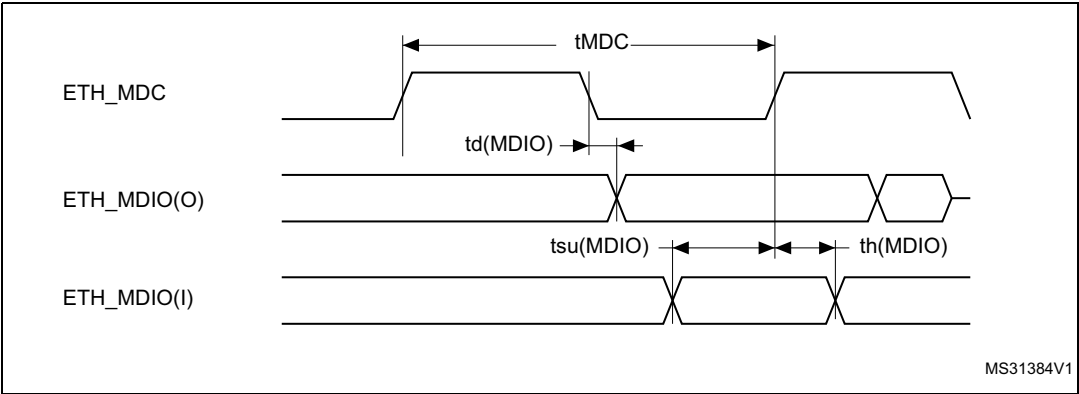 tMDC
ETH_MDC
td(MDIO)
ETH_MDIO(O)
tsu(MDIO) th(MDIO)
ETH_MDIO(I)
MS31384V1